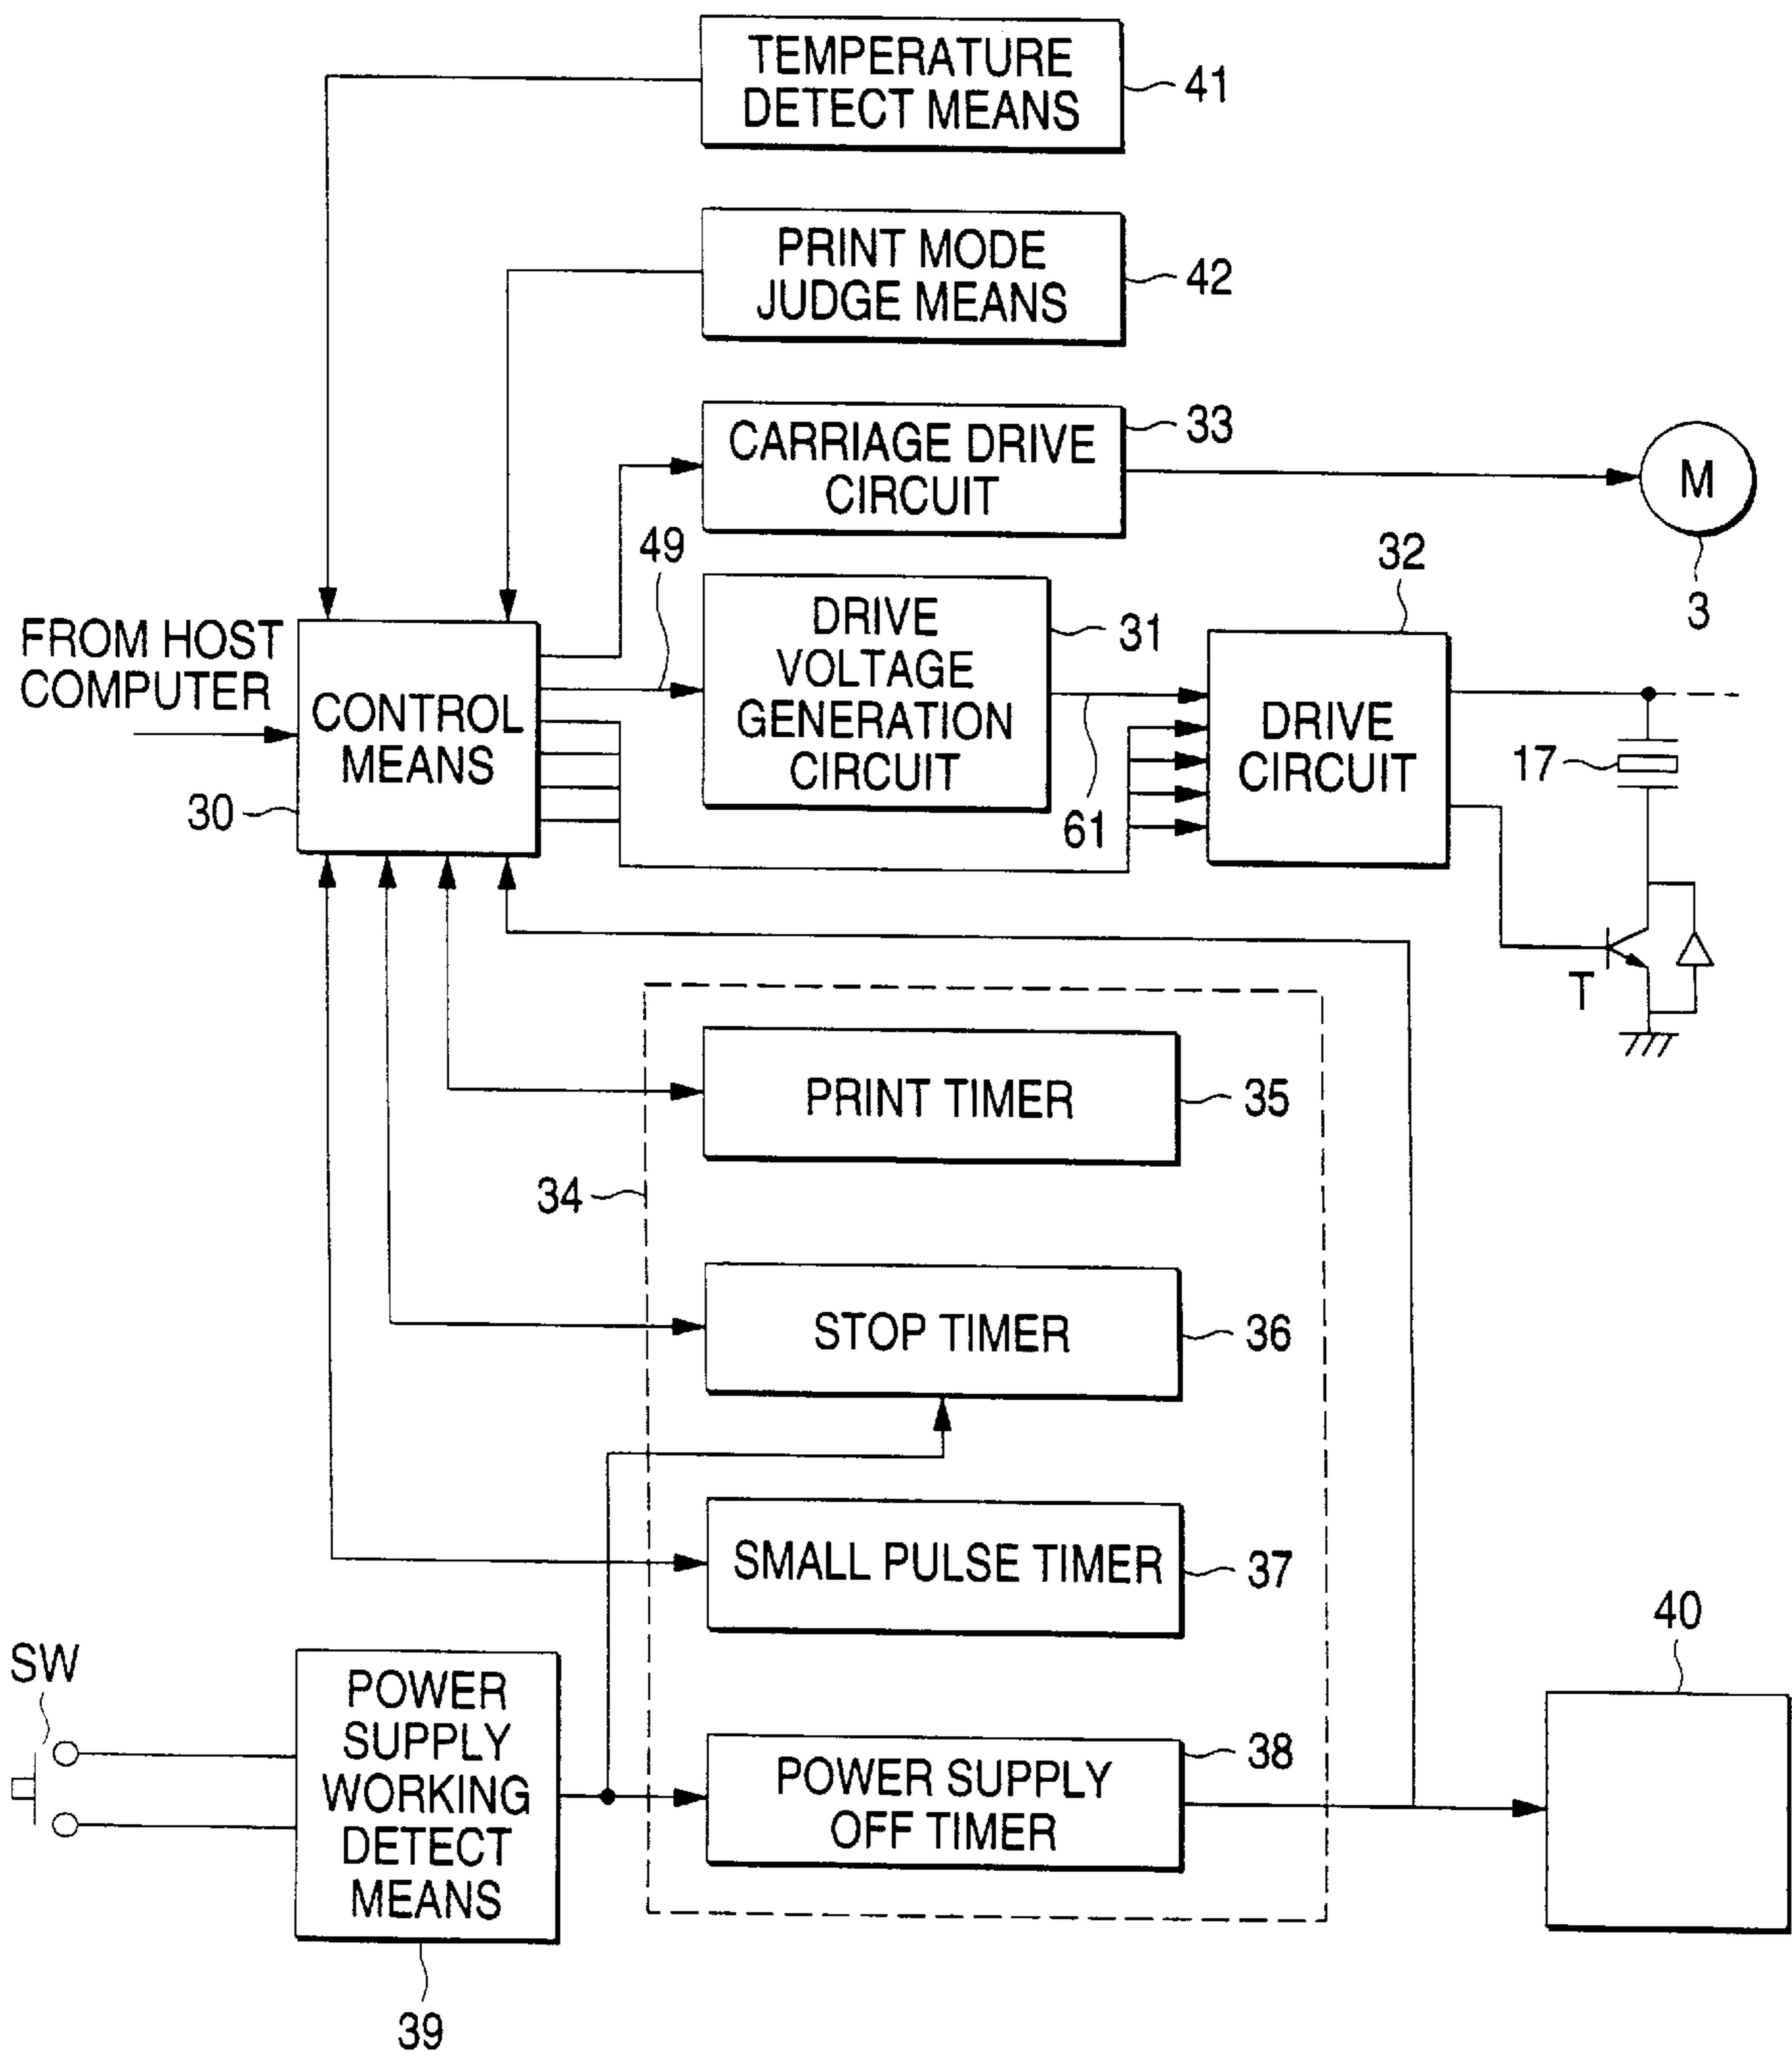 TEMPERATURE
DETECT MEANS
41
PRINT MODE
JUDGE MEANS
42
CARRIAGE DRIVE
CIRCUIT
33
M
3
49
DRIVE
VOLTAGE
GENERATION
CIRCUIT
31
32
FROM HOST
COMPUTER
CONTROL
MEANS
30
61
DRIVE
CIRCUIT
17
T
PRINT TIMER
35
34
STOP TIMER
36
SMALL PULSE TIMER
37
40
SW
POWER
SUPPLY
WORKING
DETECT
MEANS
39
POWER SUPPLY
OFF TIMER
38